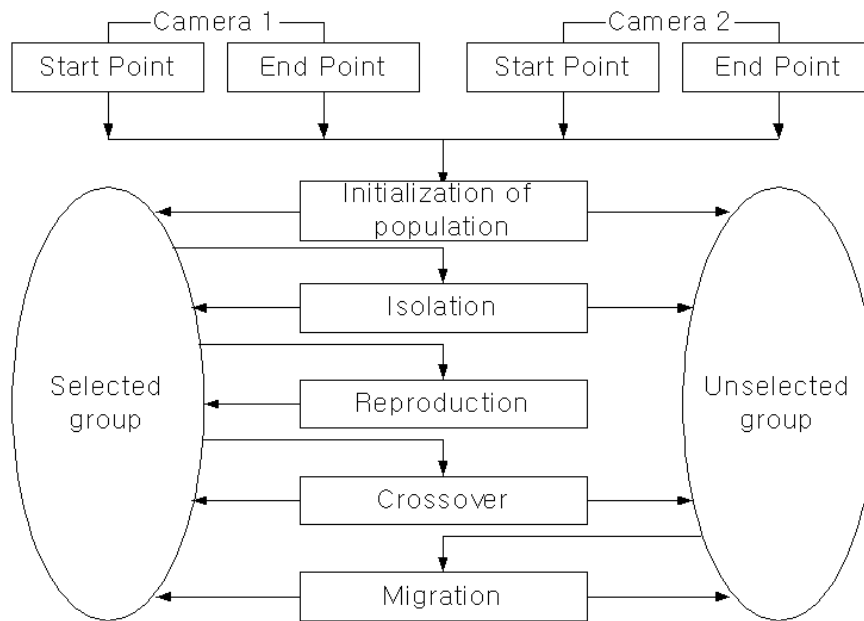 Camera 1
Camera 2
Start Point
End Point
Start Point
End Point
Initialization of
population
Isolation
Selected
group
Reproduction
Unselected
group
Crossover
Migration